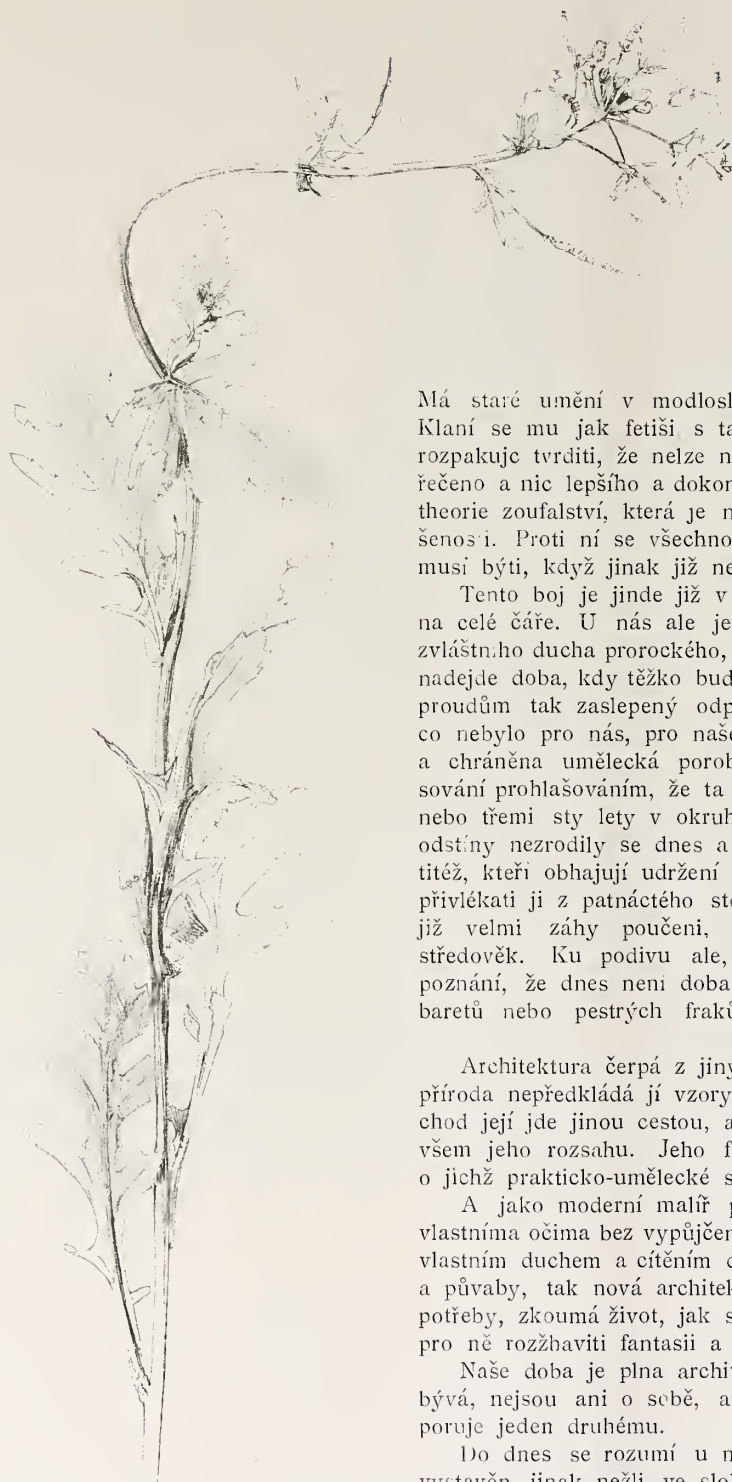 Má staré umění v modlosl
Klaní se mu jak fetiši s ta
rozpakuje tvrditi, že nelze n
řečeno a nic lepšího a dokon
theorie zoufalství, která je n
šenosti. Proti ní se všechno
musí býti, když jinak již ne
Tento boj je jinde již v
na celé čáře. U nás ale je
zvláštního ducha prorockého,
nadejde doba, kdy těžko bud
proudům tak zaslepený odp
co nebylo pro nás, pro naše
a chráněna umělecká porob
sování prohlašováním, že ta
nebo třemi sty lety v okruh
odstíny nezrodily se dnes a
titéž, kteří obhajují udržení
přivlékati ji z patnáctého sto
již velmi záhy poučeni,
středověk. Ku podivu ale,
poznání, že dnes není doba
baretů nebo pestrých fraků
Architektura čerpá z jiný
příroda nepředkládá jí vzory
chod její jde jinou cestou, a
všem jeho rozsahu. Jeho f
o jichž prakticko-umělecké s
A jako moderní malíř p
vlastníma očima bez vypůjčen
vlastním duchem a cítěním o
a půvaby, tak nová architek
potřeby, zkoumá život, jak s
pro ně rozžhaviti fantasii a
Naše doba je plna archi
bývá, nejsou ani o sobě, a
poruje jeden druhému.
Do dnes se rozumí u n
vystavěn jinak nežli ve slo